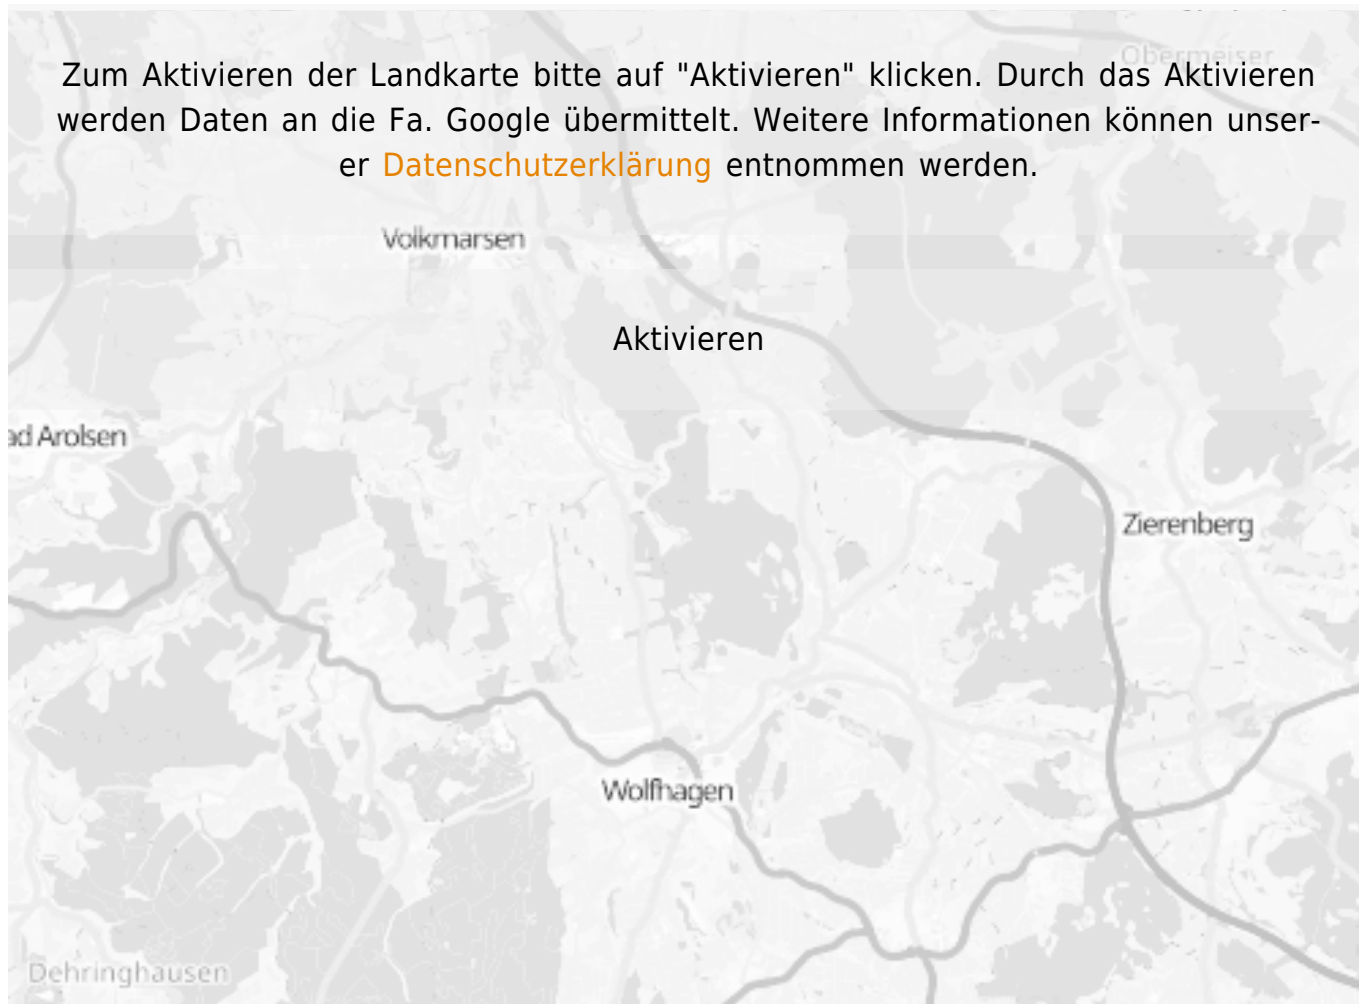 Obermeiser
Zum Aktivieren der Landkarte bitte auf "Aktivieren" klicken. Durch das Aktivieren
werden Daten an die Fa. Google übermittelt. Weitere Informationen können unser-
er Datenschutzerklärung entnommen werden.
Volkmarsen
Aktivieren
ad Arolsen
Zierenberg
Wolfhagen
Dehringhausen